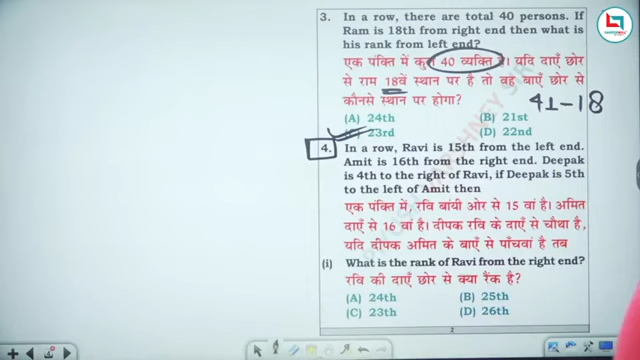 3. In a row, there are total 40 persons. If
Ram is 18th from right end then what is
his rank from left end?
एक पंक्ति में कुल 40 व्यक्ति है। यदि दाएँ छोर
से राम 18वें स्थान पर है तो वह बाएँ छोर से
कौनसे स्थान पर होगा?
41-18
(A) 24th (B) 21st
23rd (D) 22nd
4. In a row, Ravi is 15th from the left end.
Amit is 16th from the right end. Deepak
is 4th to the right of Ravi, if Deepak is 5th
to the left of Amit then
एक पंक्ति में, रवि बांयी ओर से 15 वां है। अमित
दाएँ से 16 वां है। दीपक रवि के दाएँ से चौथा है,
यदि दीपक अमित के बाएँ से पाँचवां है तब
(i) What is the rank of Ravi from the right end?
रवि की दाएँ छोर से क्या रैंक है?
(A) 24th (B) 25th
(C) 23th (D) 26th
2